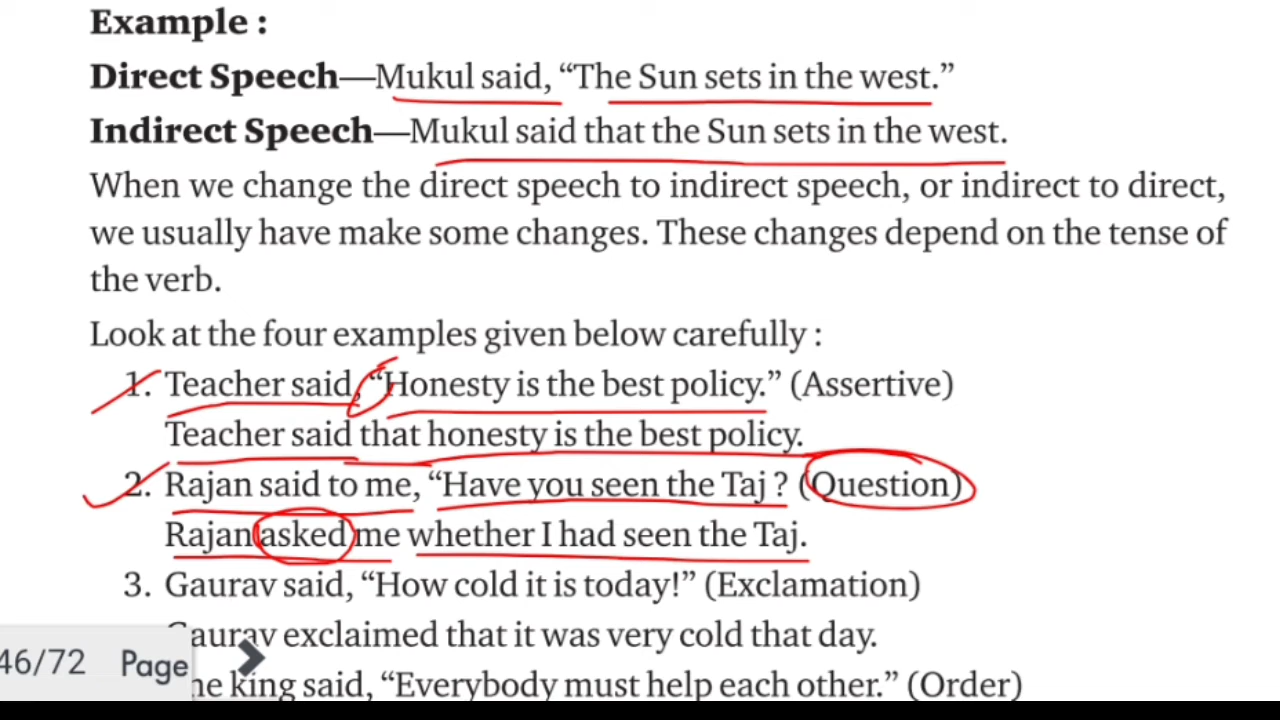 Example :
Direct Speech—Mukul said, “The Sun sets in the west.”
Indirect Speech—Mukul said that the Sun sets in the west.
When we change the direct speech to indirect speech, or indirect to direct,
we usually have make some changes. These changes depend on the tense of
the verb.
Look at the four examples given below carefully :
1. Teacher said, “Honesty is the best policy.” (Assertive)
Teacher said that honesty is the best policy.
2. Rajan said to me, “Have you seen the Taj ? (Question)
Rajan asked me whether I had seen the Taj.
3. Gaurav said, “How cold it is today!” (Exclamation)
Gaurav exclaimed that it was very cold that day.
king said, “Everybody must help each other.” (Order)
46/72 Page